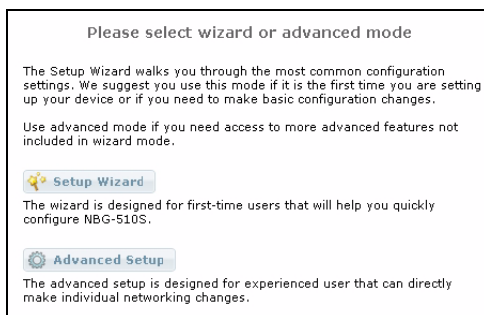 Please select wizard or advanced mode
The Setup Wizard walks you through the most common configuration
settings. We suggest you use this mode if it is the first time you are setting
up your device or if you need to make basic configuration changes.
Use advanced mode if you need access to more advanced features not
included in wizard mode.
Setup Wizard
The wizard is designed for first-time users that will help you quickly
configure NBG-510S.
Advanced Setup
The advanced setup is designed for experienced user that can directly
make individual networking changes.